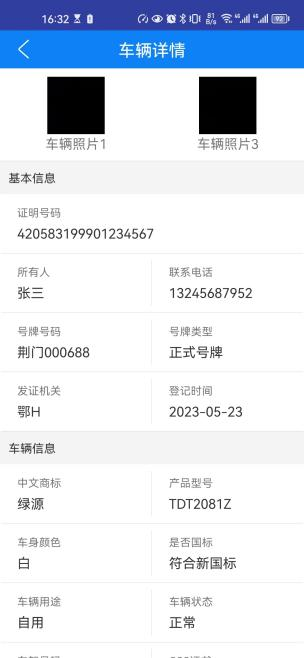 16:32
81
B/s
92
车辆详情
车辆照片1
车辆照片3
基本信息
证明号码
420583199901234567
所有人
联系电话
张三
13245687952
号牌号码
号牌类型
荆门000688
正式号牌
发证机关
登记时间
鄂H
2023-05-23
车辆信息
中文商标
产品型号
绿源
TDT2081Z
车身颜色
是否国标
白
符合新国标
车辆用途
车辆状态
自用
正常